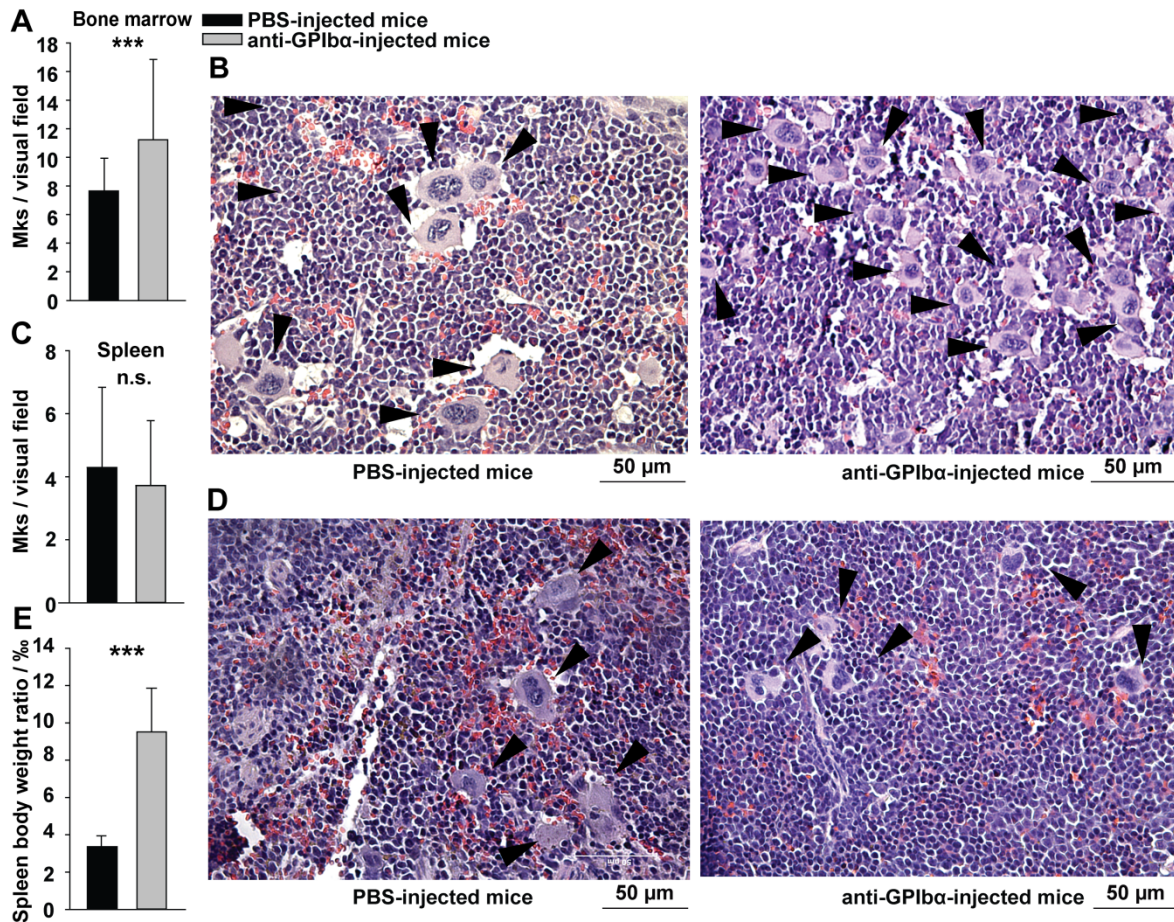 A
Bone marrow
PBS-injected mice
anti-GPIbα-injected mice
***
Mks / visual field
18
16
14
12
10
8
6
4
2
0
B
PBS-injected mice
50 µm
anti-GPIbα-injected mice
50 µm
C
Spleen
n.s.
Mks / visual field
8
6
4
2
0
D
50 µm
PBS-injected mice
50 µm
anti-GPIbα-injected mice
50 µm
E
***
Spleen body weight ratio / ‰
14
12
10
8
6
4
2
0